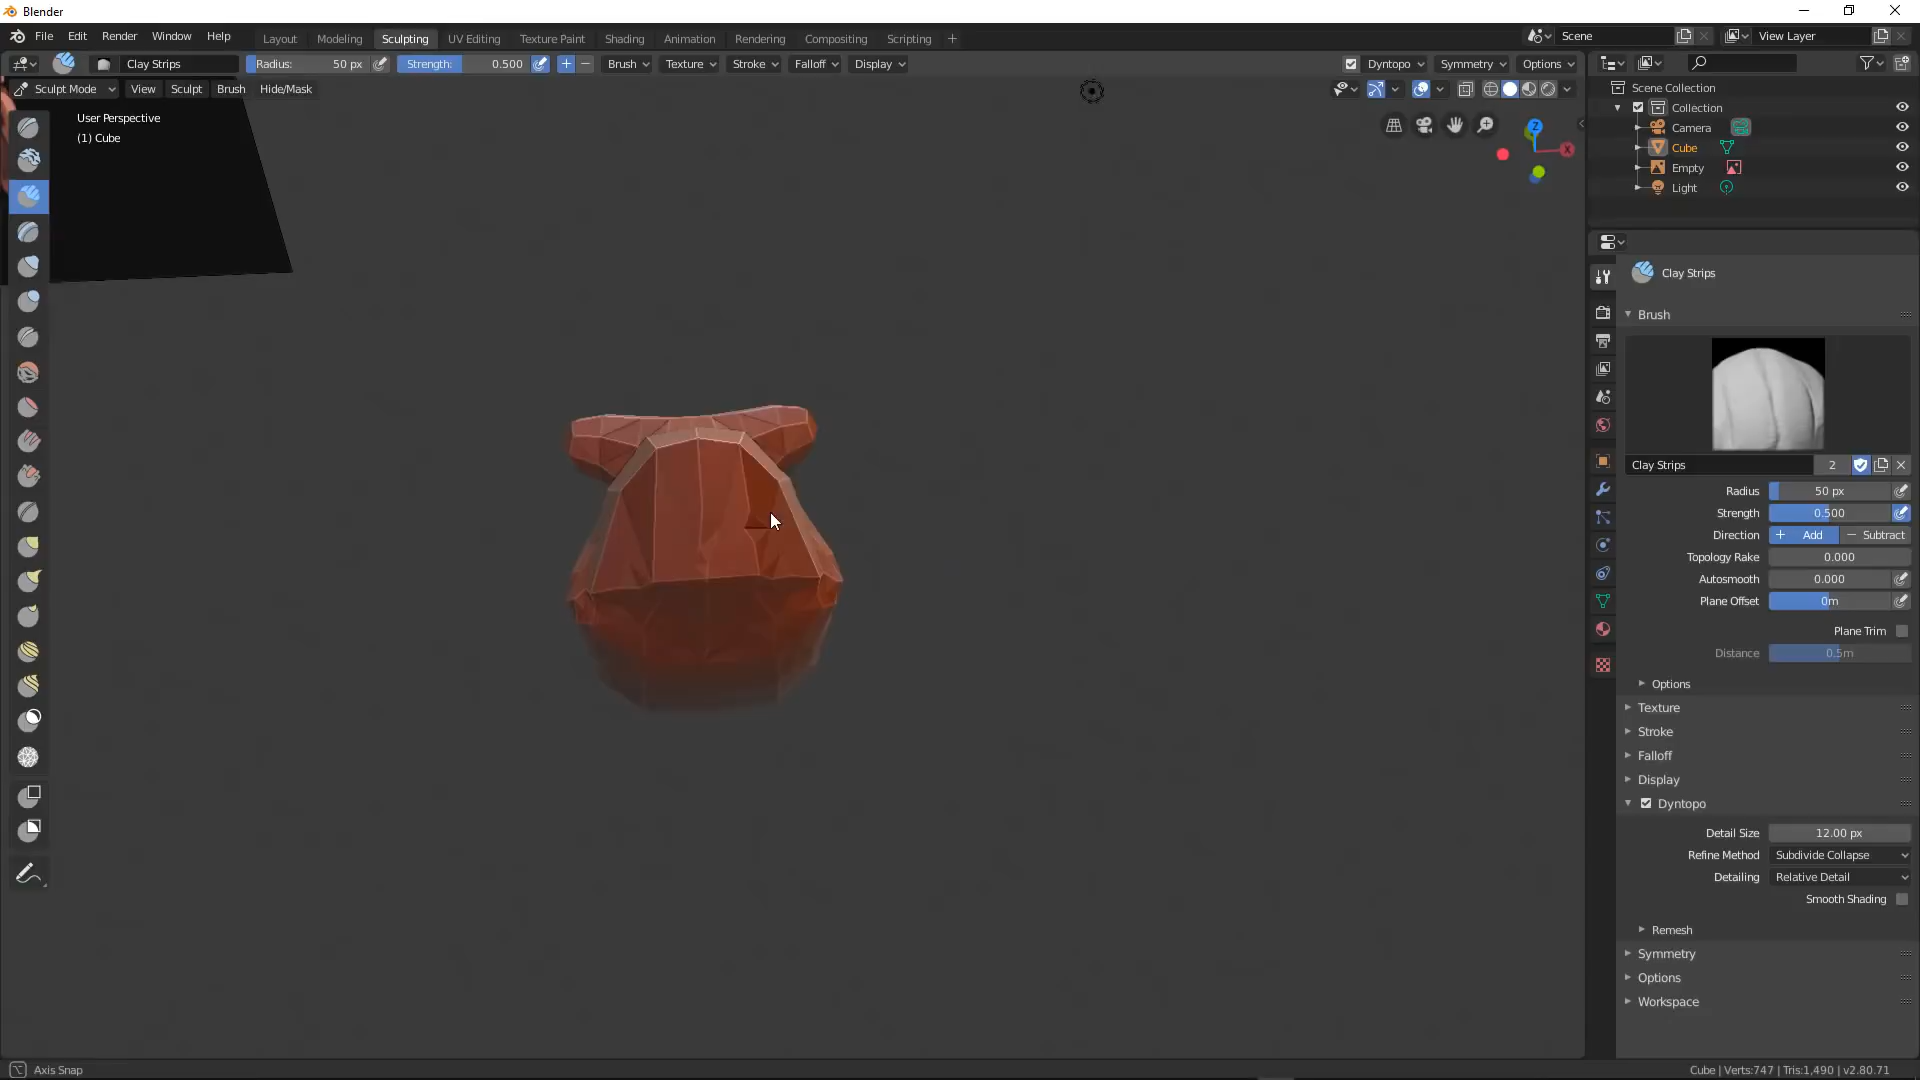 Blender
File Edit Render Window Help
Layout Modeling Sculpting UV Editing Texture Paint Shading Animation Rendering Compositing Scripting +
Scene
View Layer
Clay Strips
Radius: 50 px
Strength: 0.500
Brush Texture Stroke Falloff Display
Dyntopo Symmetry Options
Sculpt Mode View Sculpt Brush Hide/Mask
User Perspective
(1) Cube
Z
X
Scene Collection
Collection
Camera
Cube
Empty
Light
Clay Strips
Brush
Clay Strips 2
Radius 50 px
Strength 0.500
Direction + Add − Subtract
Topology Rake 0.000
Autosmooth 0.000
Plane Offset 0m
Plane Trim
Distance 0.5m
Options
Texture
Stroke
Falloff
Display
Dyntopo
Detail Size 12.00 px
Refine Method Subdivide Collapse
Detailing Relative Detail
Smooth Shading
Remesh
Symmetry
Options
Workspace
Axis Snap
Cube | Verts:747 | Tris:1,490 | v2.80.71